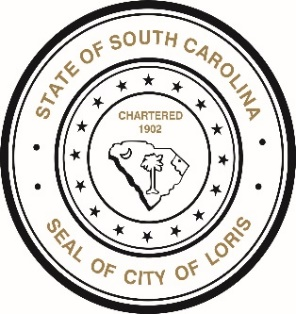 STATE OF SOUTH CAROLINA
CHARTERED
1902
SEAL OF CITY OF LORIS